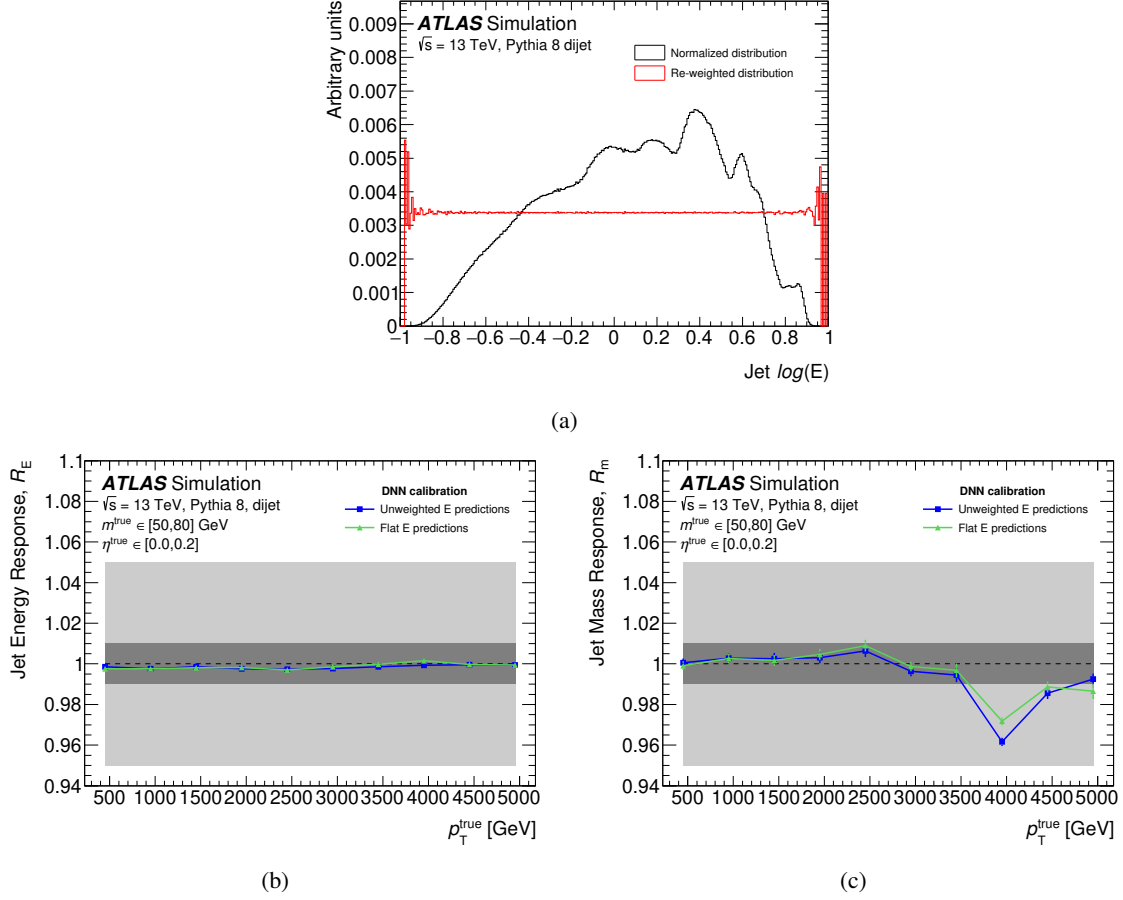 Arbitrary units
0.009
0.008
0.007
0.006
0.005
0.004
0.003
0.002
0.001
0
ATLAS Simulation
√s = 13 TeV, Pythia 8 dijet
Normalized distribution
Re-weighted distribution
−1 −0.8 −0.6 −0.4 −0.2 0 0.2 0.4 0.6 0.8 1
Jet log(E)
(a)
Jet Energy Response, R_E
1.1
1.08
1.06
1.04
1.02
1
0.98
0.96
0.94
ATLAS Simulation
√s = 13 TeV, Pythia 8, dijet
m^true ∈ [50,80] GeV
η^true ∈ [0.0,0.2]
DNN calibration
Unweighted E predictions
Flat E predictions
500 1000 1500 2000 2500 3000 3500 4000 4500 5000
p_T^true [GeV]
(b)
Jet Mass Response, R_m
1.1
1.08
1.06
1.04
1.02
1
0.98
0.96
0.94
ATLAS Simulation
√s = 13 TeV, Pythia 8, dijet
m^true ∈ [50,80] GeV
η^true ∈ [0.0,0.2]
DNN calibration
Unweighted E predictions
Flat E predictions
500 1000 1500 2000 2500 3000 3500 4000 4500 5000
p_T^true [GeV]
(c)